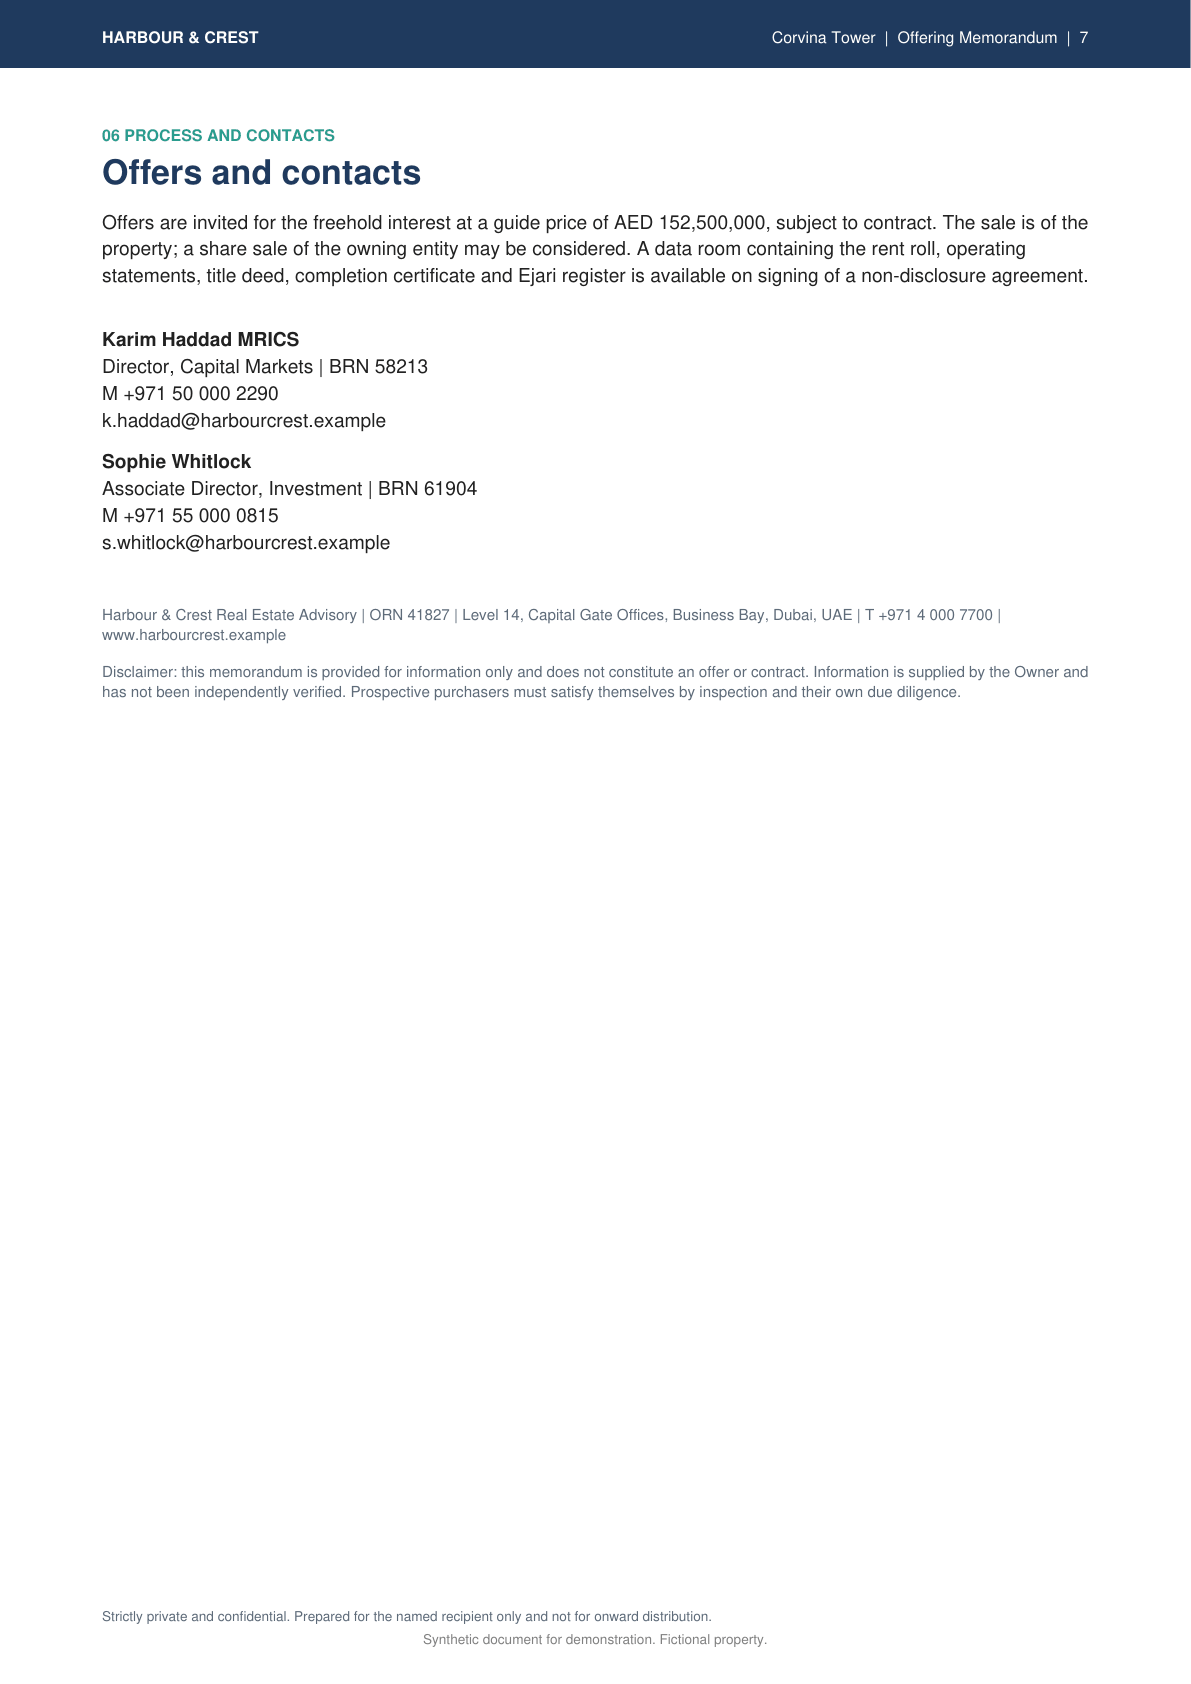 HARBOUR & CREST
Corvina Tower | Offering Memorandum | 7
06 PROCESS AND CONTACTS
Offers and contacts
Offers are invited for the freehold interest at a guide price of AED 152,500,000, subject to contract. The sale is of the
property; a share sale of the owning entity may be considered. A data room containing the rent roll, operating
statements, title deed, completion certificate and Ejari register is available on signing of a non-disclosure agreement.
Karim Haddad MRICS
Director, Capital Markets | BRN 58213
M +971 50 000 2290
k.haddad@harbourcrest.example
Sophie Whitlock
Associate Director, Investment | BRN 61904
M +971 55 000 0815
s.whitlock@harbourcrest.example
Harbour & Crest Real Estate Advisory | ORN 41827 | Level 14, Capital Gate Offices, Business Bay, Dubai, UAE | T +971 4 000 7700 |
www.harbourcrest.example
Disclaimer: this memorandum is provided for information only and does not constitute an offer or contract. Information is supplied by the Owner and
has not been independently verified. Prospective purchasers must satisfy themselves by inspection and their own due diligence.
Strictly private and confidential. Prepared for the named recipient only and not for onward distribution.
Synthetic document for demonstration. Fictional property.